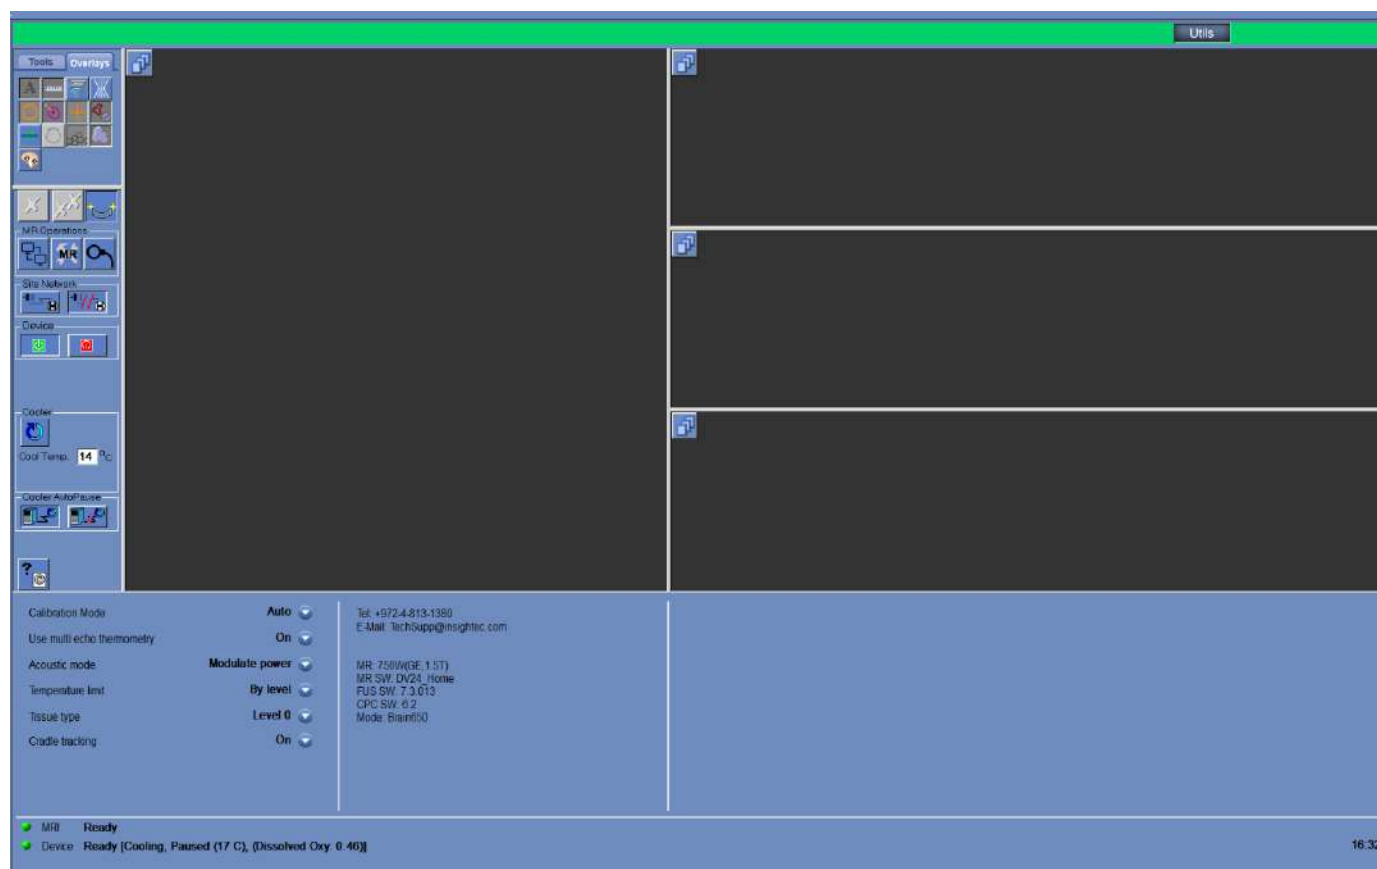 Utils
Tools Overlays
A
MR Operations
MR
Site Network
Device
Cooler
Cool Temp. 14 °C
Cooler AutoPause
?
Calibration Mode Auto
Use multi echo thermometry On
Acoustic mode Modulate power
Temperature limit By level
Tissue type Level 0
Cradle tracking On
Tel: +972-4-813-1380
E-Mail: TechSupp@insightec.com
MR: 750W(GE,1.5T)
MR SW: DV24_Home
FUS SW: 7.3.013
CPC SW: 6.2
Mode: Brain650
MRI Ready
Device Ready [Cooling, Paused (17 C), (Dissolved Oxy: 0.46)]
16:32